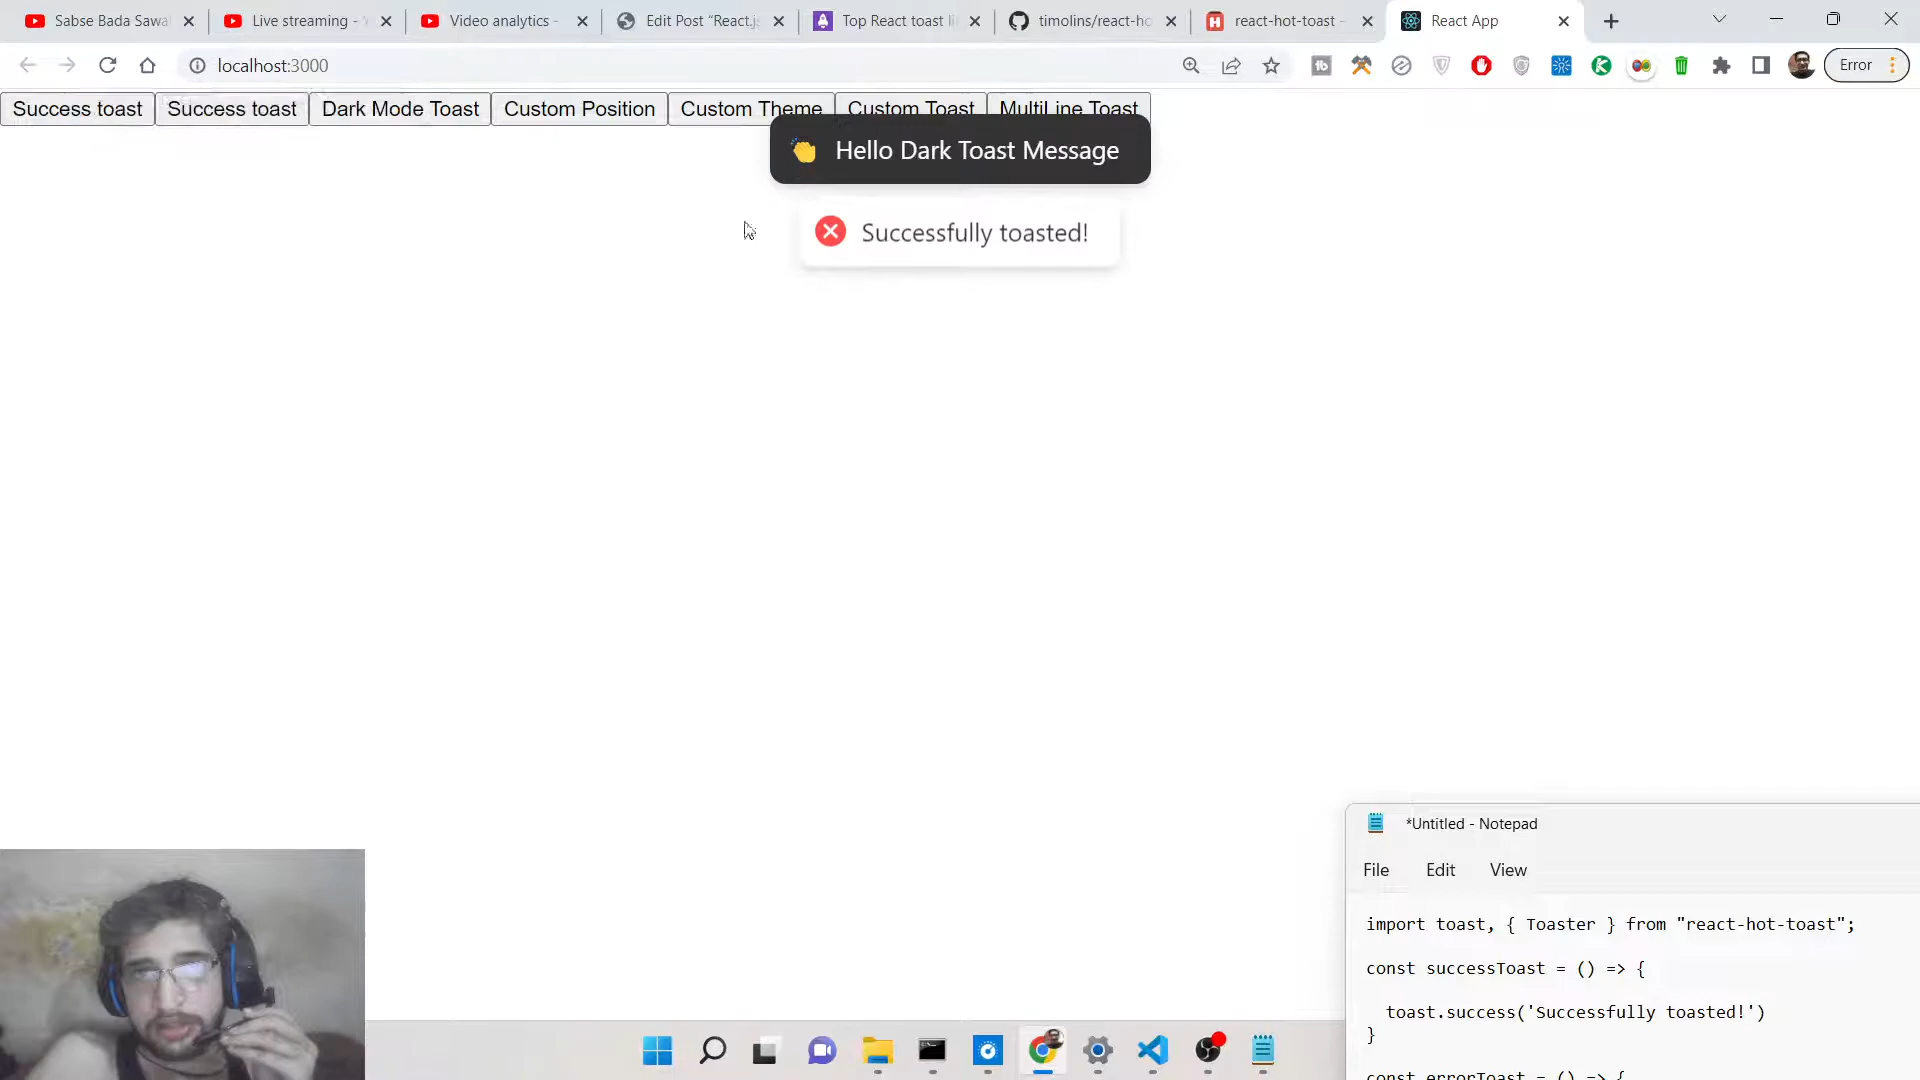 Sabse Bada Sawa
Live streaming -
Video analytics -
Edit Post “React.js
Top React toast li
timolins/react-ho
react-hot-toast -
React App
localhost:3000
Error
Success toast
Success toast
Dark Mode Toast
Custom Position
Custom Theme
Custom Toast
MultiLine Toast
Hello Dark Toast Message
Successfully toasted!
*Untitled - Notepad
File Edit View
import toast, { Toaster } from "react-hot-toast";
const successToast = () => {
toast.success('Successfully toasted!')
}
const errorToast = () => {